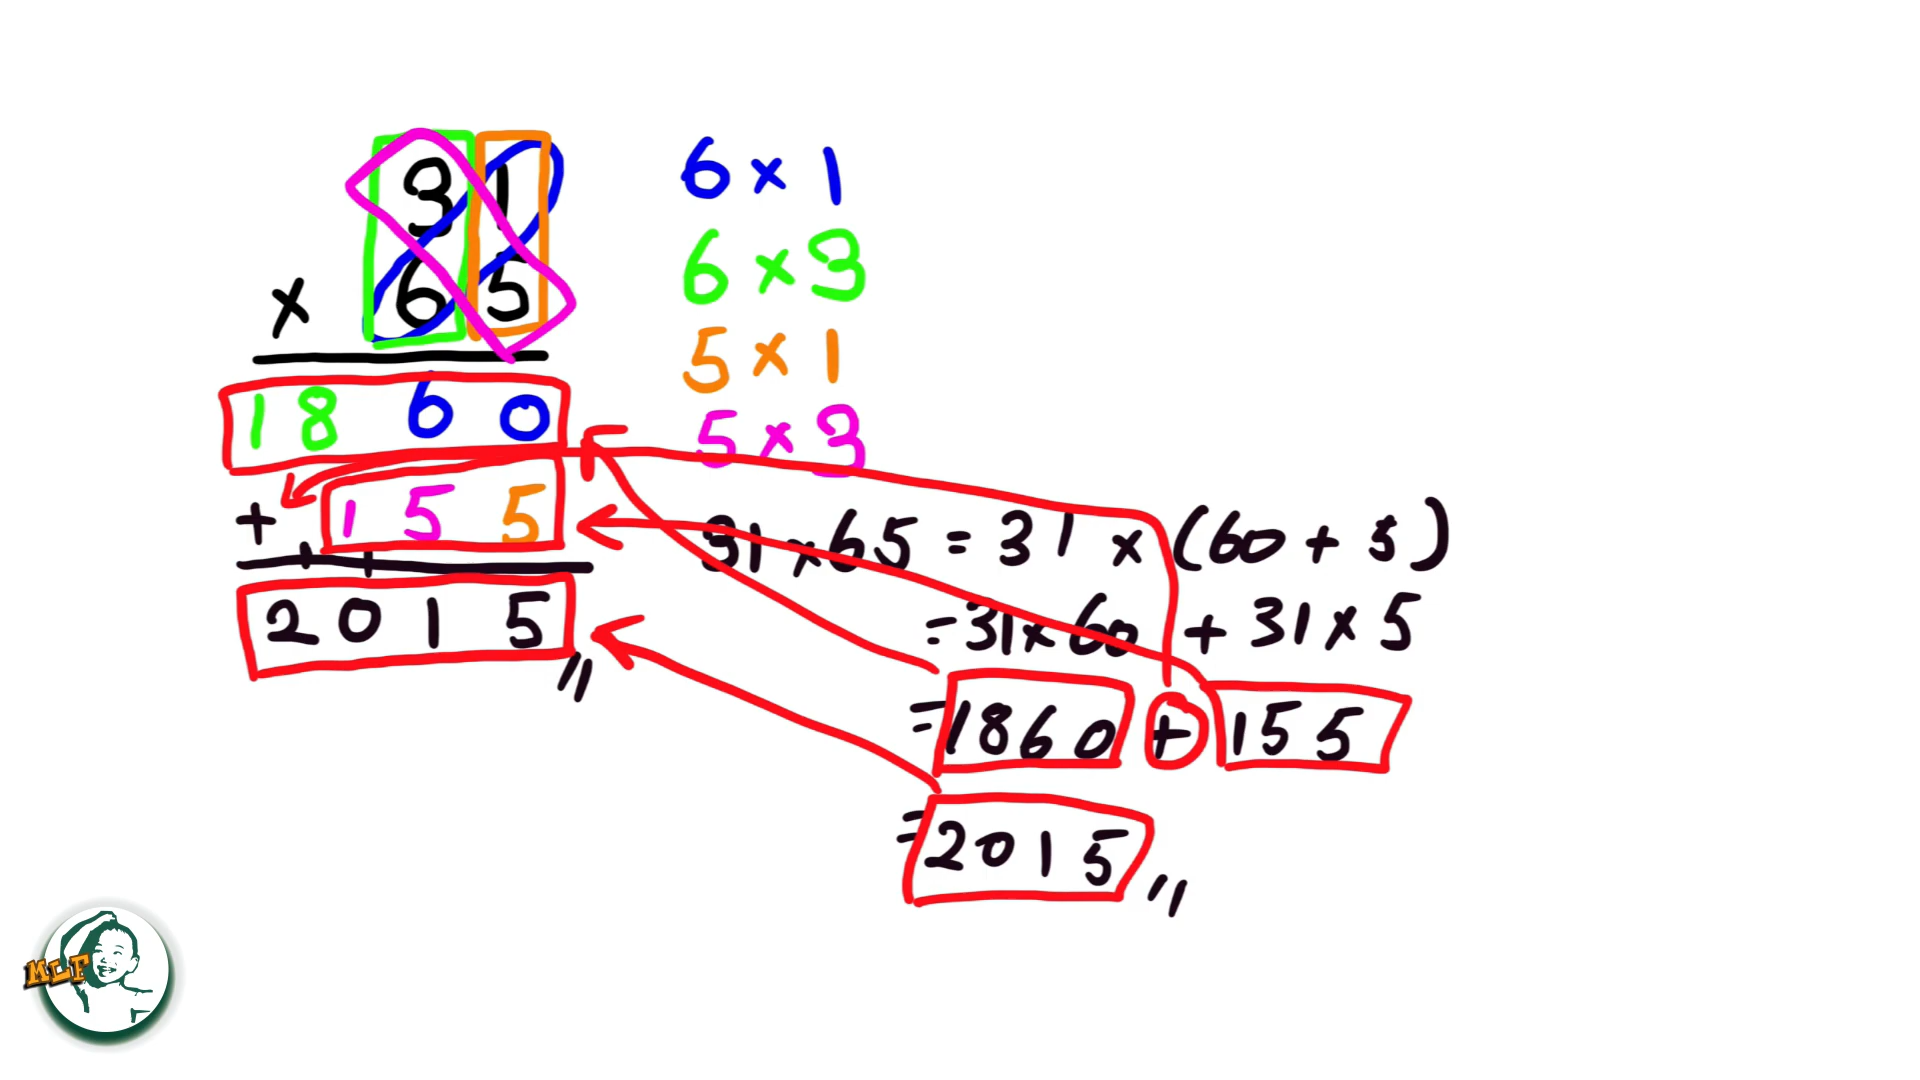 31
× 65
1860
+ 155
2015
6 × 1
6 × 3
5 × 1
5 × 3
31 × 65 = 31 × (60 + 5)
= 31 × 60 + 31 × 5
= 1860 + 155
= 2015
MLF